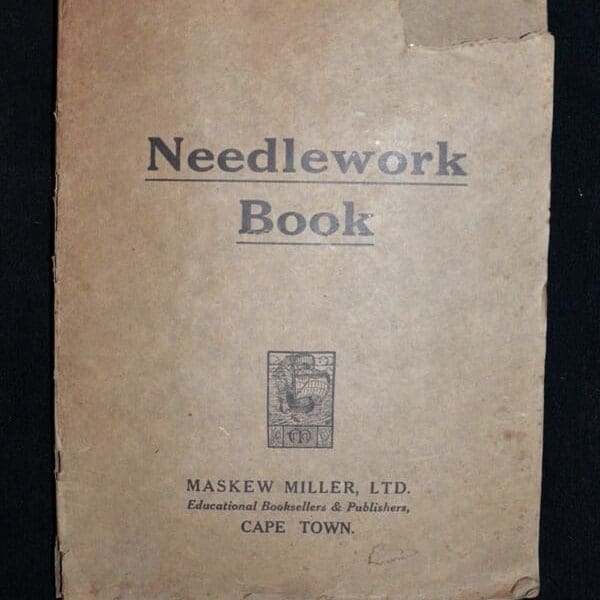 Needlework
Book
M
MASKEW MILLER, LTD.
Educational Booksellers & Publishers,
CAPE TOWN.